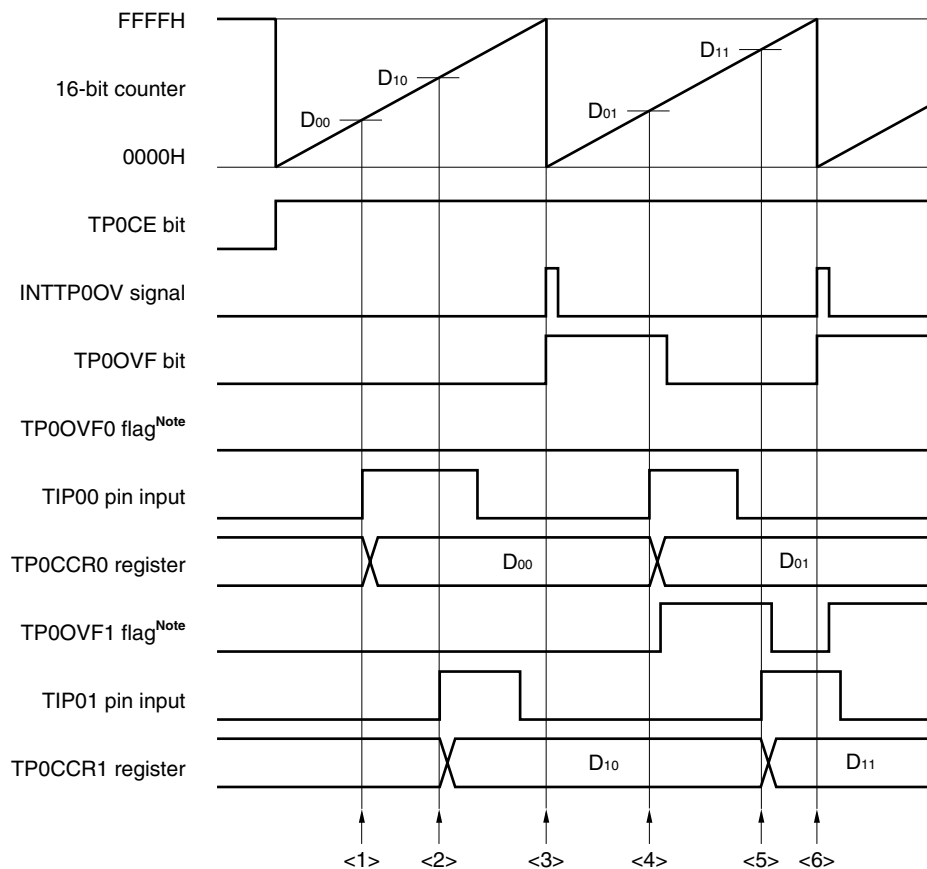 FFFFH
16-bit counter
0000H
D00
D10
D01
D11
TP0CE bit
INTTP0OV signal
TP0OVF bit
TP0OVF0 flagNote
TIP00 pin input
TP0CCR0 register
D00
D01
TP0OVF1 flagNote
TIP01 pin input
TP0CCR1 register
D10
D11
<1> <2> <3> <4> <5> <6>